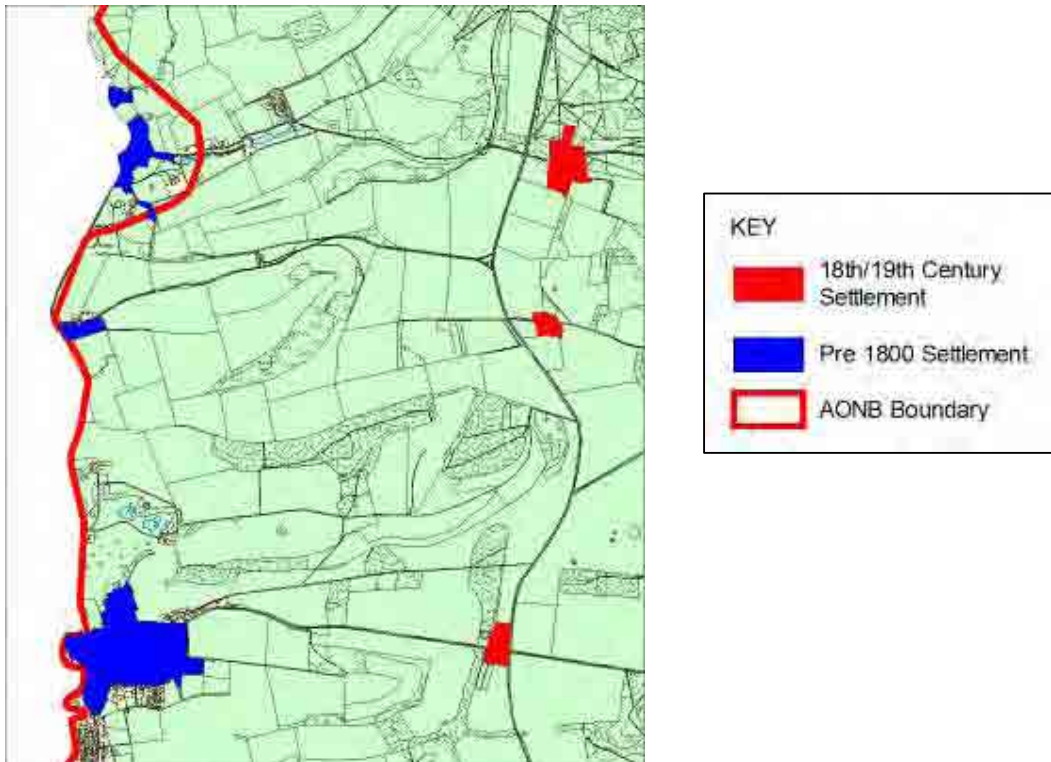 KEY
18th/19th Century
Settlement
Pre 1800 Settlement
AONB Boundary